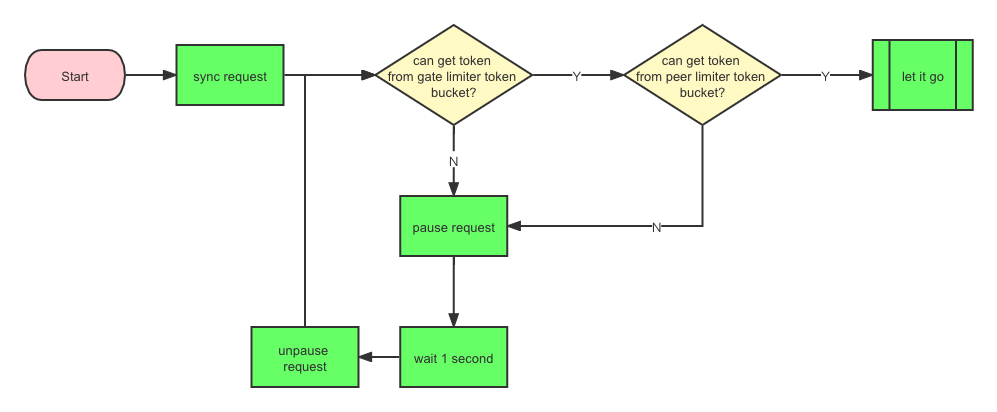 Start
sync request
can get token
from gate limiter token
bucket?
Y
can get token
from peer limiter token
bucket?
Y
let it go
N
pause request
N
unpause
request
wait 1 second